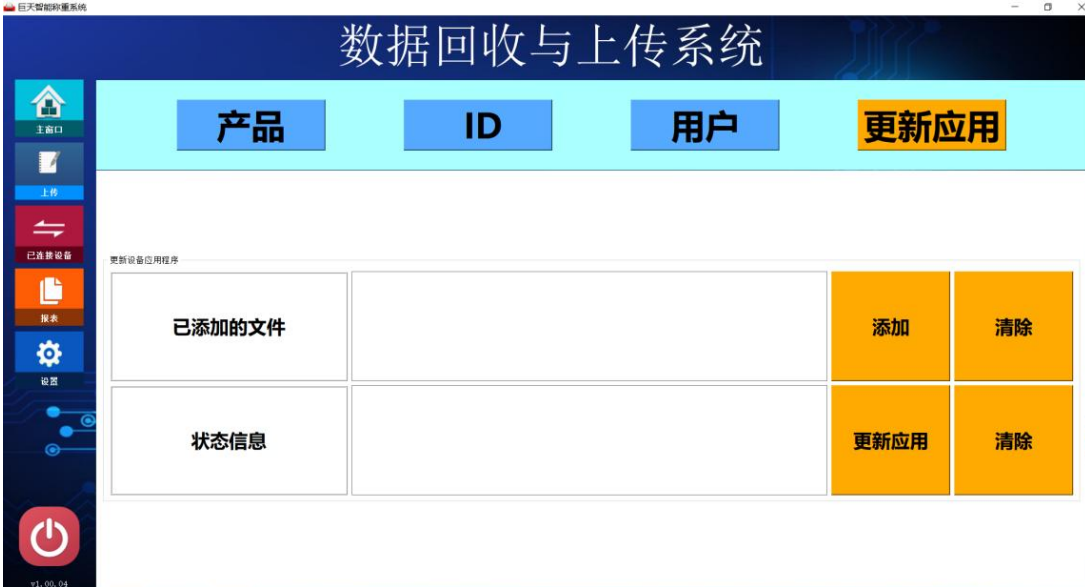 巨天智能称重系统
数据回收与上传系统
主窗口
上传
已连接设备
报表
设置
v1.00.04
产品
ID
用户
更新应用
更新设备应用程序
已添加的文件
添加
清除
状态信息
更新应用
清除